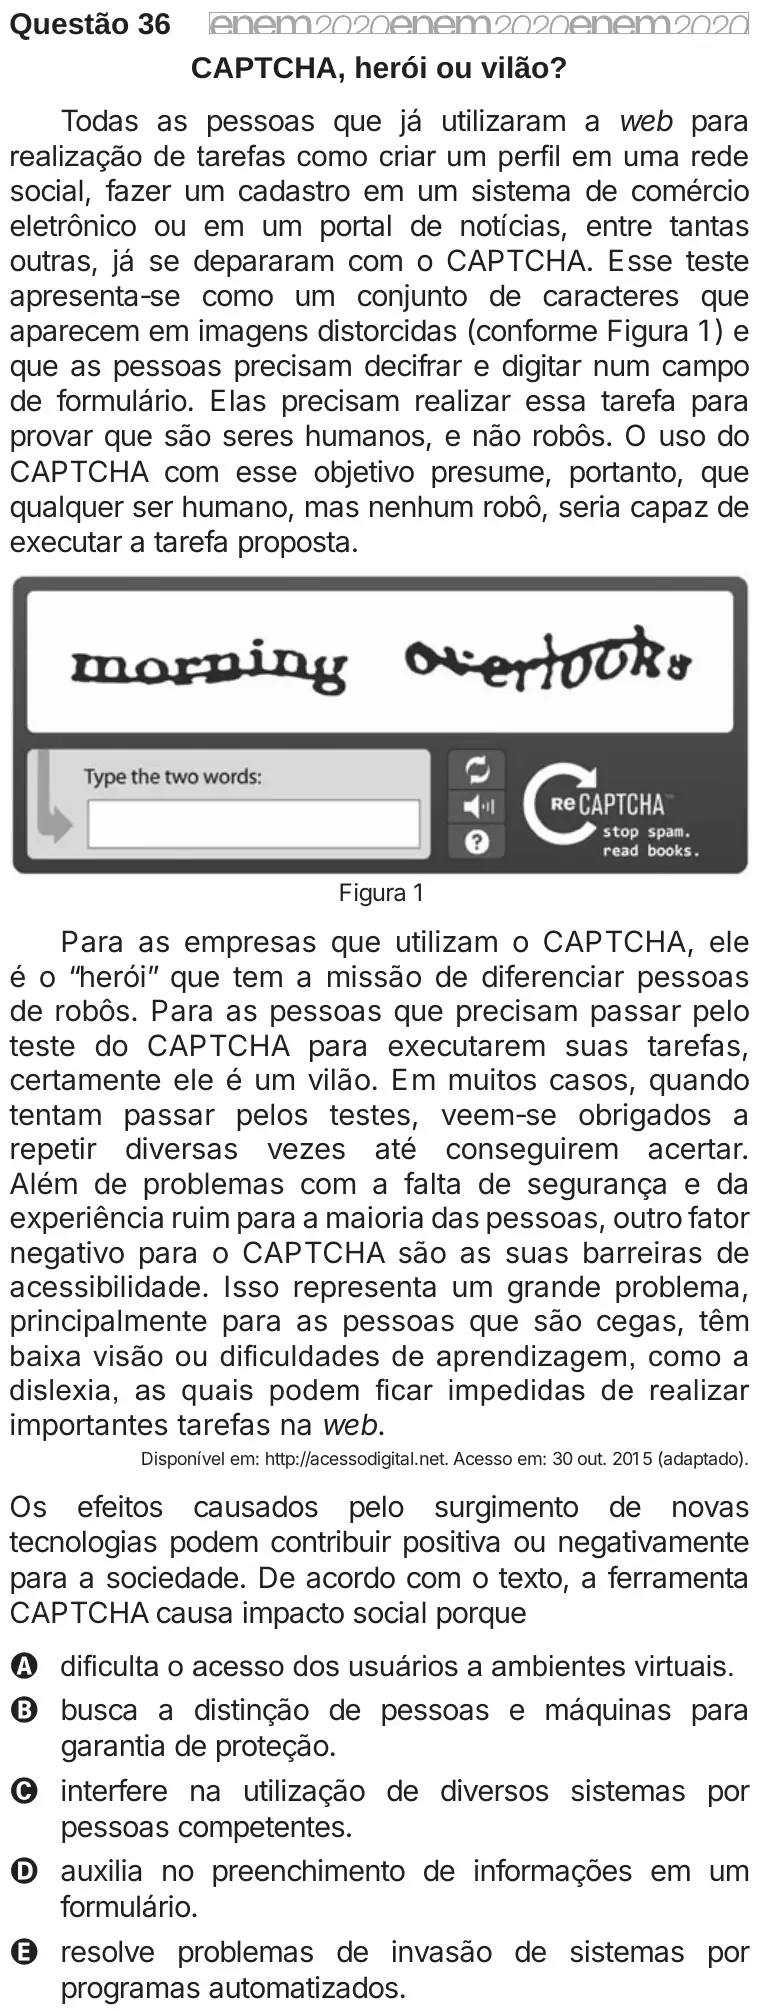 Questão 36 enem2020enem2020enem2020
CAPTCHA, herói ou vilão?
Todas as pessoas que já utilizaram a web para
realização de tarefas como criar um perfil em uma rede
social, fazer um cadastro em um sistema de comércio
eletrônico ou em um portal de notícias, entre tantas
outras, já se depararam com o CAPTCHA. Esse teste
apresenta-se como um conjunto de caracteres que
aparecem em imagens distorcidas (conforme Figura 1) e
que as pessoas precisam decifrar e digitar num campo
de formulário. Elas precisam realizar essa tarefa para
provar que são seres humanos, e não robôs. O uso do
CAPTCHA com esse objetivo presume, portanto, que
qualquer ser humano, mas nenhum robô, seria capaz de
executar a tarefa proposta.
morning overlooks
Type the two words:
ReCAPTCHA™
stop spam.
read books.
Figura 1
Para as empresas que utilizam o CAPTCHA, ele
é o “herói” que tem a missão de diferenciar pessoas
de robôs. Para as pessoas que precisam passar pelo
teste do CAPTCHA para executarem suas tarefas,
certamente ele é um vilão. Em muitos casos, quando
tentam passar pelos testes, veem-se obrigados a
repetir diversas vezes até conseguirem acertar.
Além de problemas com a falta de segurança e da
experiência ruim para a maioria das pessoas, outro fator
negativo para o CAPTCHA são as suas barreiras de
acessibilidade. Isso representa um grande problema,
principalmente para as pessoas que são cegas, têm
baixa visão ou dificuldades de aprendizagem, como a
dislexia, as quais podem ficar impedidas de realizar
importantes tarefas na web.
Disponível em: http://acessodigital.net. Acesso em: 30 out. 2015 (adaptado).
Os efeitos causados pelo surgimento de novas
tecnologias podem contribuir positiva ou negativamente
para a sociedade. De acordo com o texto, a ferramenta
CAPTCHA causa impacto social porque
A dificulta o acesso dos usuários a ambientes virtuais.
B busca a distinção de pessoas e máquinas para
garantia de proteção.
C interfere na utilização de diversos sistemas por
pessoas competentes.
D auxilia no preenchimento de informações em um
formulário.
E resolve problemas de invasão de sistemas por
programas automatizados.